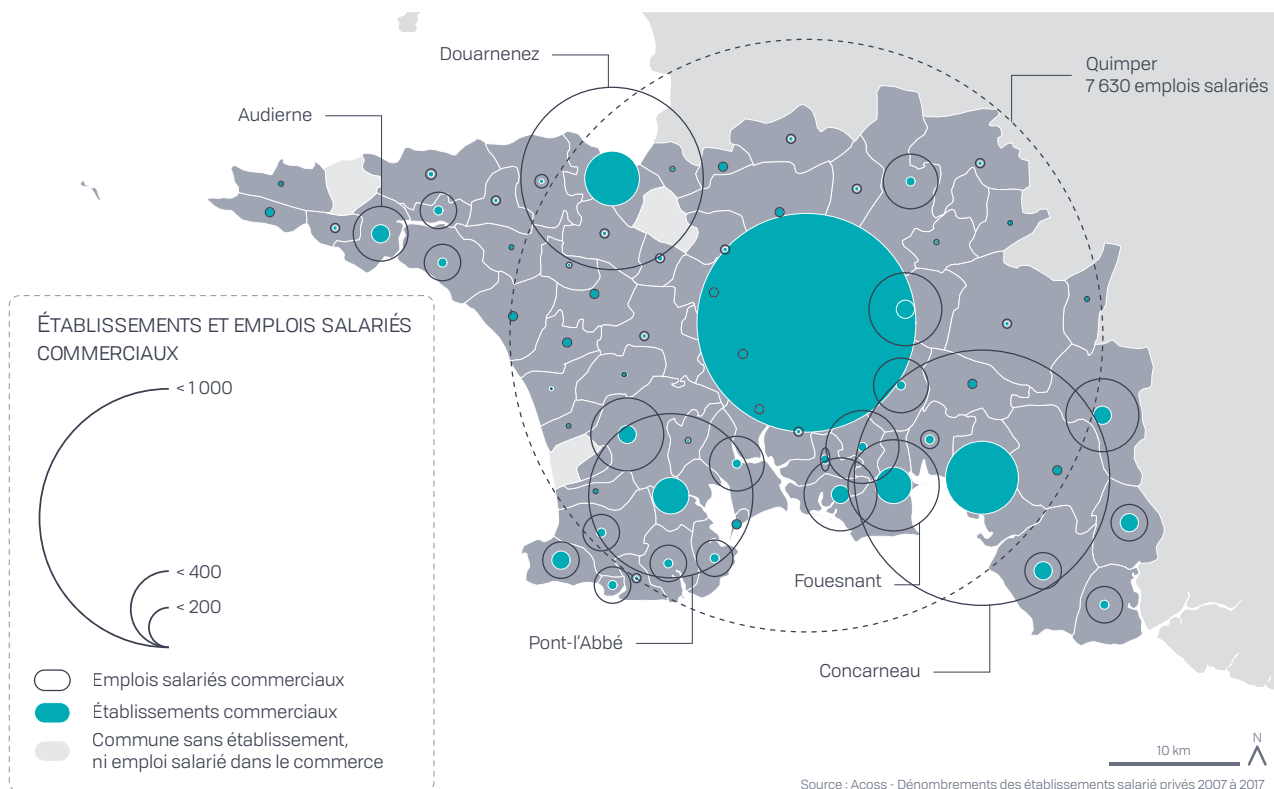 Douarnenez
Quimper
7 630 emplois salariés
Audierne
ÉTABLISSEMENTS ET EMPLOIS SALARIÉS
COMMERCIAUX
< 1 000
< 400
< 200
Emplois salariés commerciaux
Établissements commerciaux
Commune sans établissement,
ni emploi salarié dans le commerce
Fouesnant
Pont-l'Abbé
Concarneau
N
10 km
Source : Acoss - Dénombrements des établissements salarié privés 2007 à 2017